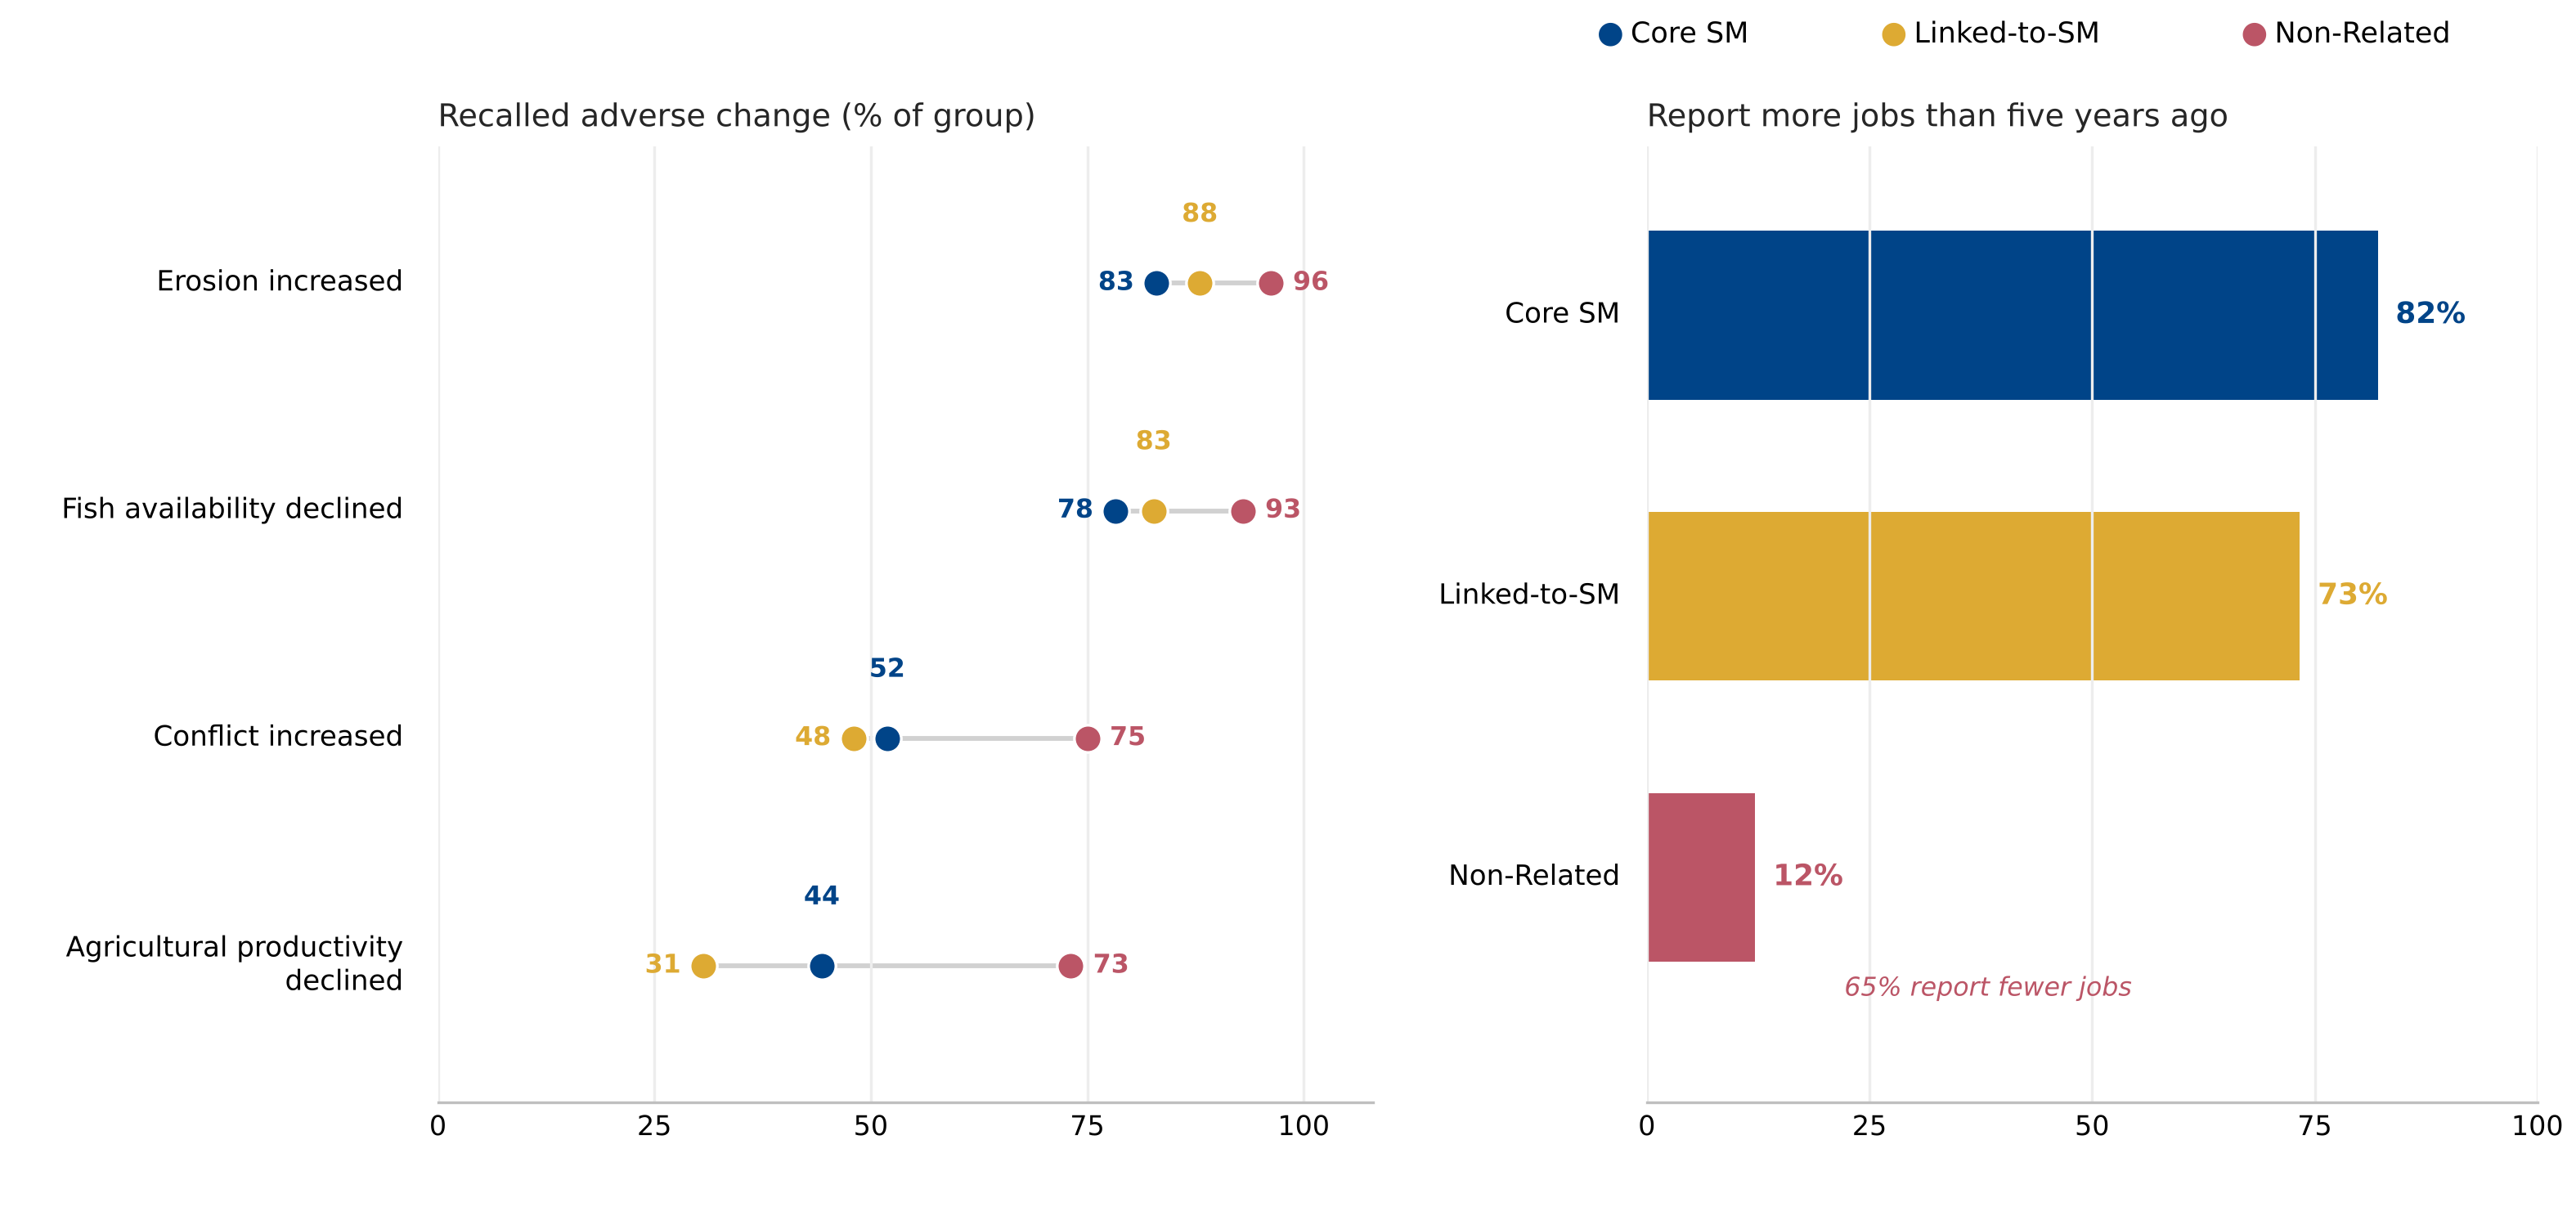 Core SM
Linked-to-SM
Non-Related
Recalled adverse change (% of group)
88
Erosion increased
83
96
83
Fish availability declined
78
93
52
Conflict increased
48
75
44
Agricultural productivity
declined
31
73
0 25 50 75 100
Report more jobs than five years ago
Core SM
82%
Linked-to-SM
73%
Non-Related
12%
65% report fewer jobs
0 25 50 75 100